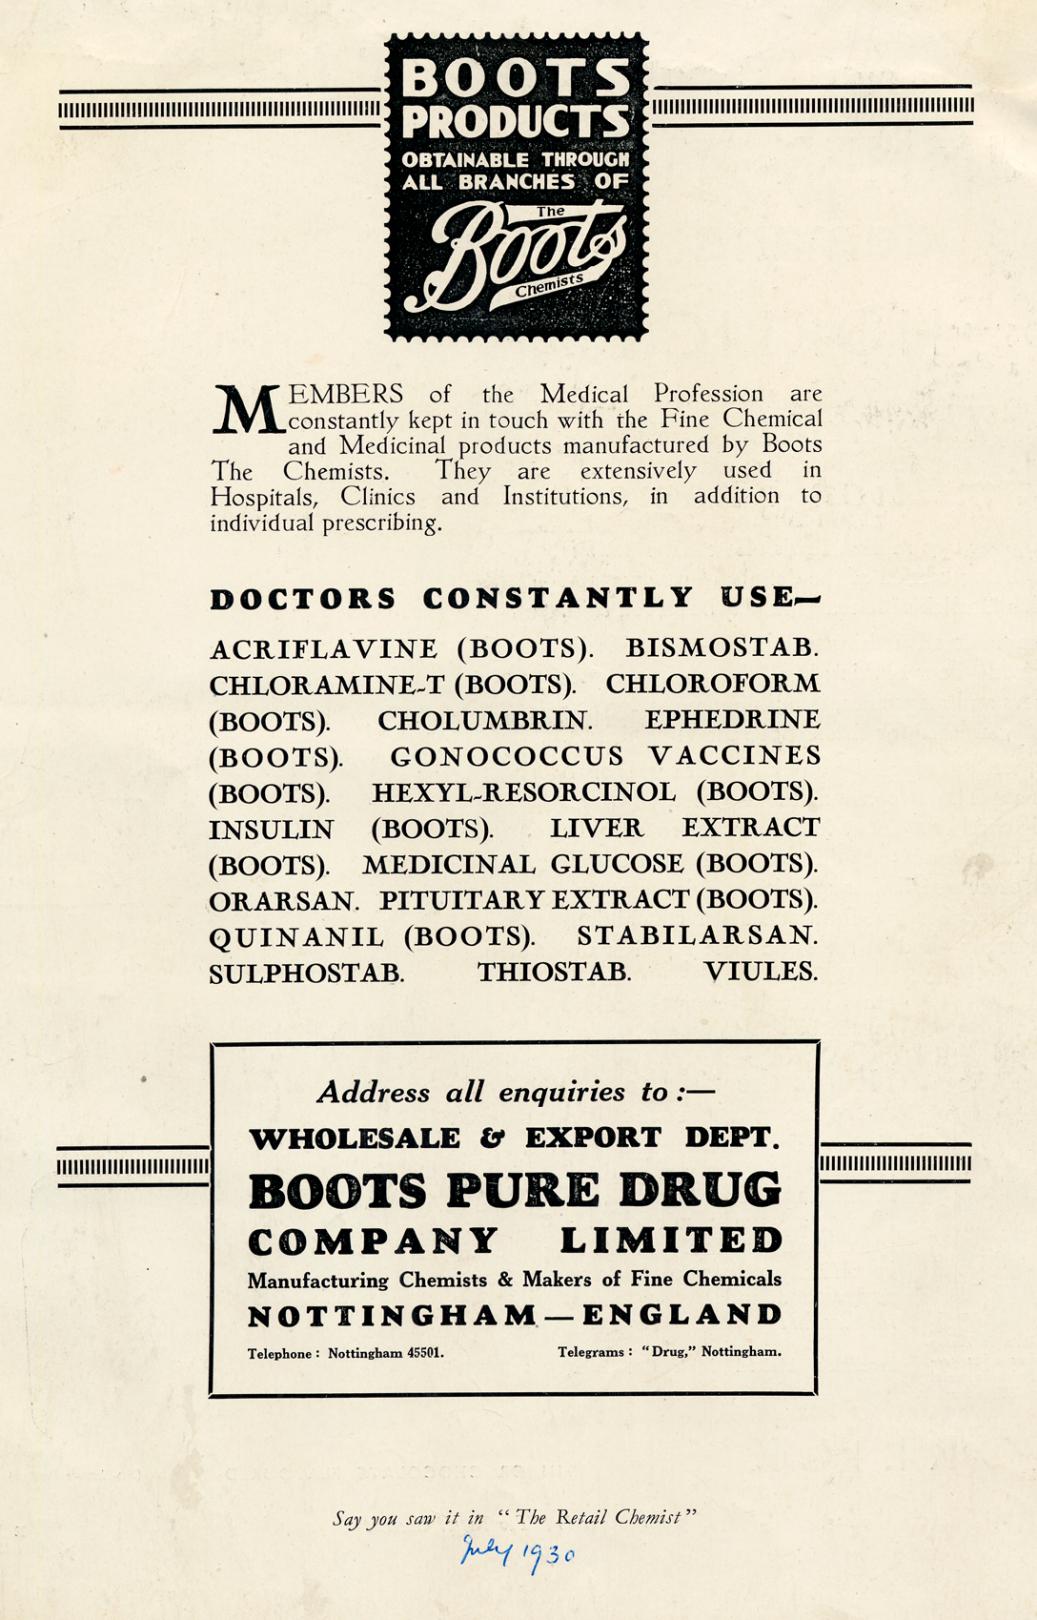 BOOTS
PRODUCTS
OBTAINABLE THROUGH
ALL BRANCHES OF
The
Boots
Chemists
MEMBERS of the Medical Profession are
constantly kept in touch with the Fine Chemical
and Medicinal products manufactured by Boots
The Chemists. They are extensively used in
Hospitals, Clinics and Institutions, in addition to
individual prescribing.
DOCTORS CONSTANTLY USE—
ACRIFLAVINE (BOOTS). BISMOSTAB.
CHLORAMINE-T (BOOTS). CHLOROFORM
(BOOTS). CHOLUMBRIN. EPHEDRINE
(BOOTS). GONOCOCCUS VACCINES
(BOOTS). HEXYL-RESORCINOL (BOOTS).
INSULIN (BOOTS). LIVER EXTRACT
(BOOTS). MEDICINAL GLUCOSE (BOOTS).
ORARSAN. PITUITARY EXTRACT (BOOTS).
QUINANIL (BOOTS). STABILARSAN.
SULPHOSTAB. THIOSTAB. VIULES.
Address all enquiries to :—
WHOLESALE & EXPORT DEPT.
BOOTS PURE DRUG
COMPANY LIMITED
Manufacturing Chemists & Makers of Fine Chemicals
NOTTINGHAM—ENGLAND
Telephone : Nottingham 45501. Telegrams : "Drug," Nottingham.
Say you saw it in "The Retail Chemist"
July 1930